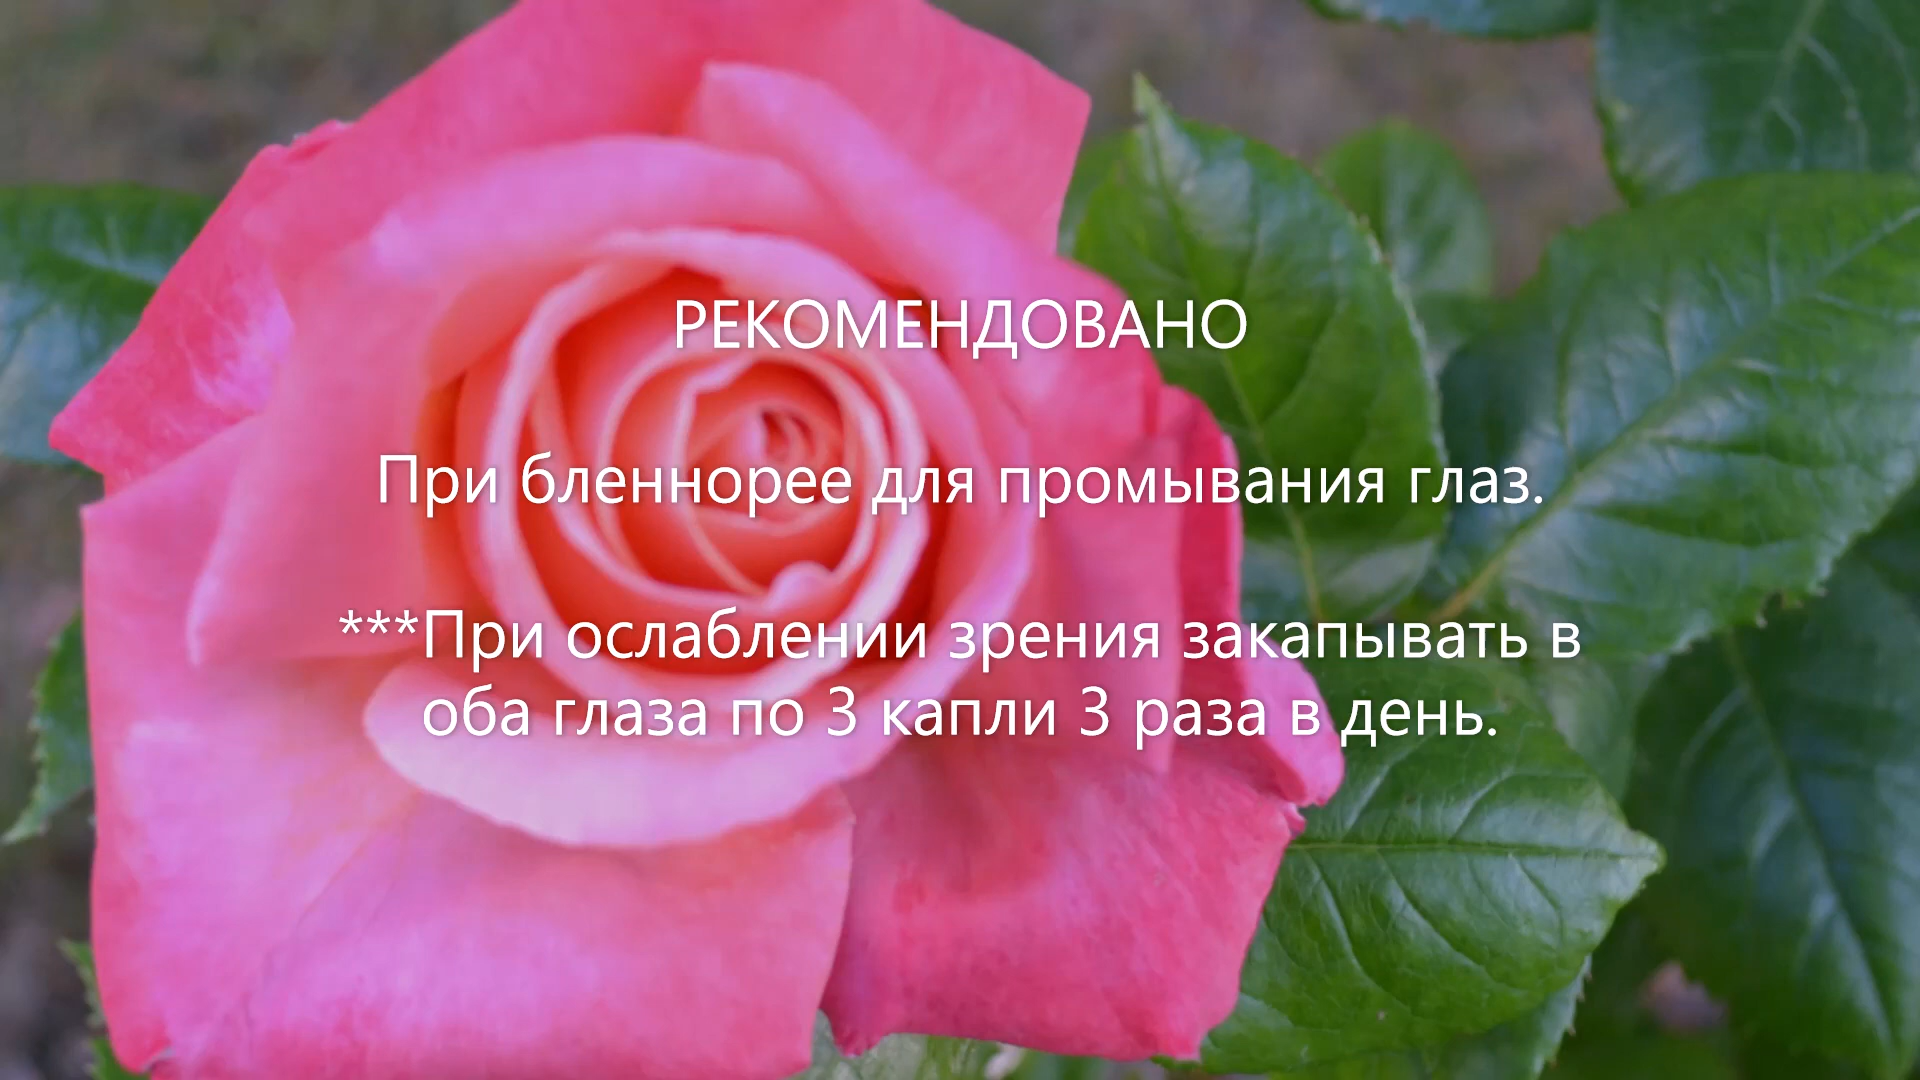 РЕКОМЕНДОВАНО
При бленнорее для промывания глаз.
***При ослаблении зрения закапывать в
оба глаза по 3 капли 3 раза в день.